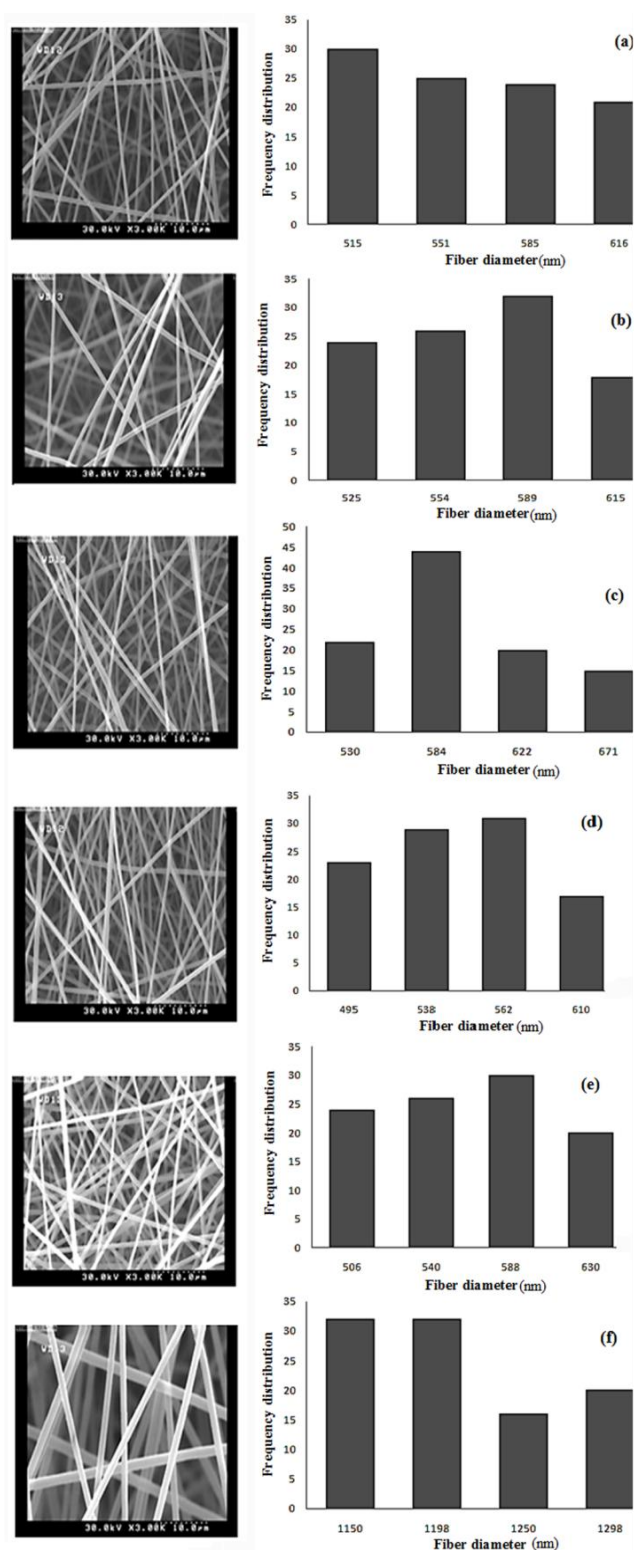 WD12
30.0kV X3.00K 10.0µm
35
30
25
20
15
10
5
0
Frequency distribution
(a)
515 551 585 616
Fiber diameter(nm)
WD13
30.0kV X3.00K 10.0µm
35
30
25
20
15
10
5
0
Frequency distribution
(b)
525 554 589 615
Fiber diameter(nm)
WD13
30.0kV X3.00K 10.0µm
50
45
40
35
30
25
20
15
10
5
0
Frequency distribution
(c)
530 584 622 671
Fiber diameter (nm)
30.0kV X3.00K 10.0µm
35
30
25
20
15
10
5
0
Frequency distribution
(d)
495 538 562 610
Fiber diameter (nm)
30.0kV X3.00K 10.0µm
35
30
25
20
15
10
5
0
Frequency distribution
(e)
506 540 588 630
Fiber diameter (nm)
30.0kV X3.00K 10.0µm
35
30
25
20
15
10
5
0
Frequency distribution
(f)
1150 1198 1250 1298
Fiber diameter (nm)